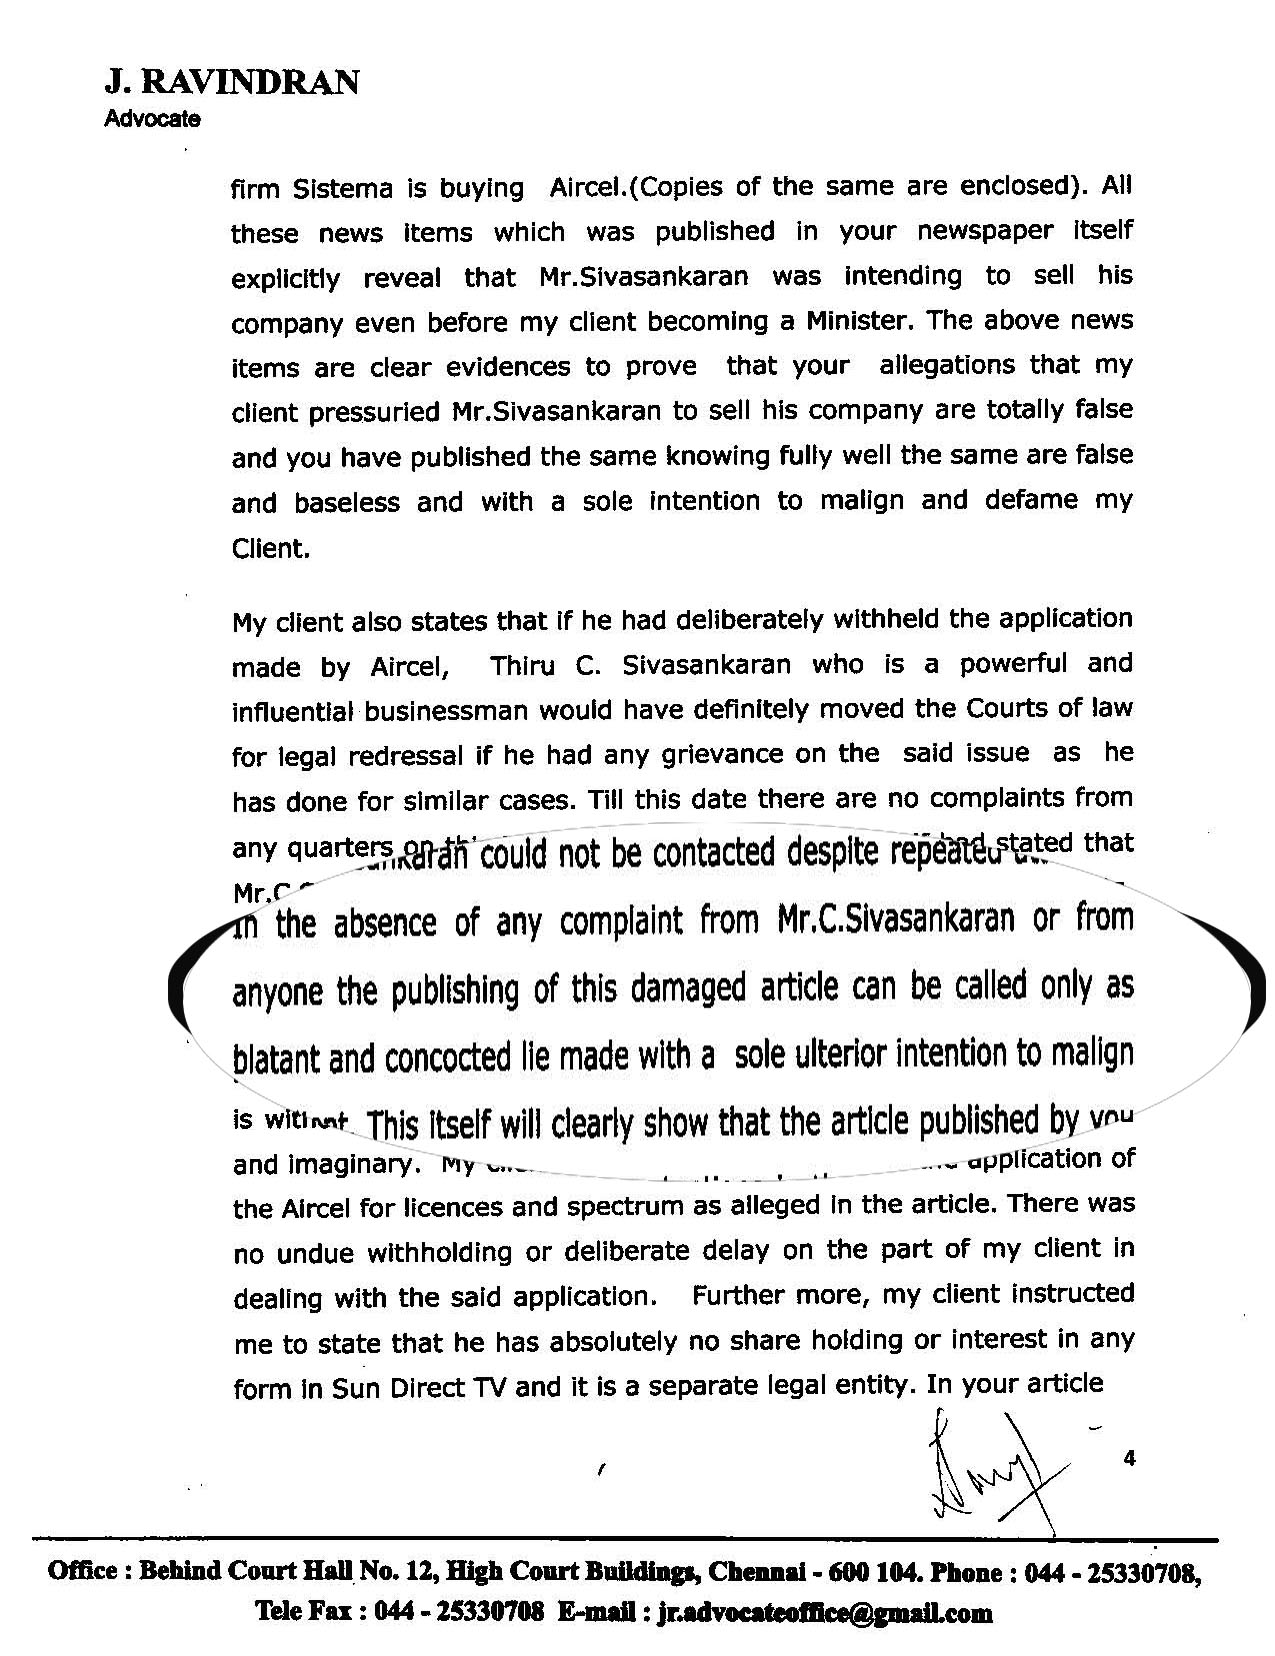 J. RAVINDRAN
Advocate
firm Sistema is buying Aircel.(Copies of the same are enclosed). All
these news items which was published in your newspaper itself
explicitly reveal that Mr.Sivasankaran was intending to sell his
company even before my client becoming a Minister. The above news
items are clear evidences to prove that your allegations that my
client pressuried Mr.Sivasankaran to sell his company are totally false
and you have published the same knowing fully well the same are false
and baseless and with a sole intention to malign and defame my
Client.
My client also states that if he had deliberately withheld the application
made by Aircel, Thiru C. Sivasankaran who is a powerful and
influential businessman would have definitely moved the Courts of law
for legal redressal if he had any grievance on the said issue as he
has done for similar cases. Till this date there are no complaints from
any quarters stated that
could not be contacted despite repeated
In the absence of any complaint from Mr.C.Sivasankaran or from
anyone the publishing of this damaged article can be called only as
blatant and concocted lie made with a sole ulterior intention to malign
This itself will clearly show that the article published by you
is
and imaginary. My application of
the Aircel for licences and spectrum as alleged in the article. There was
no undue withholding or deliberate delay on the part of my client in
dealing with the said application. Further more, my client instructed
me to state that he has absolutely no share holding or interest in any
form in Sun Direct TV and it is a separate legal entity. In your article
4
Office : Behind Court Hall No. 12, High Court Buildings, Chennai - 600 104. Phone : 044 - 25330708,
Tele Fax : 044 - 25330708 E-mail : jr.advocateoffice@gmail.com